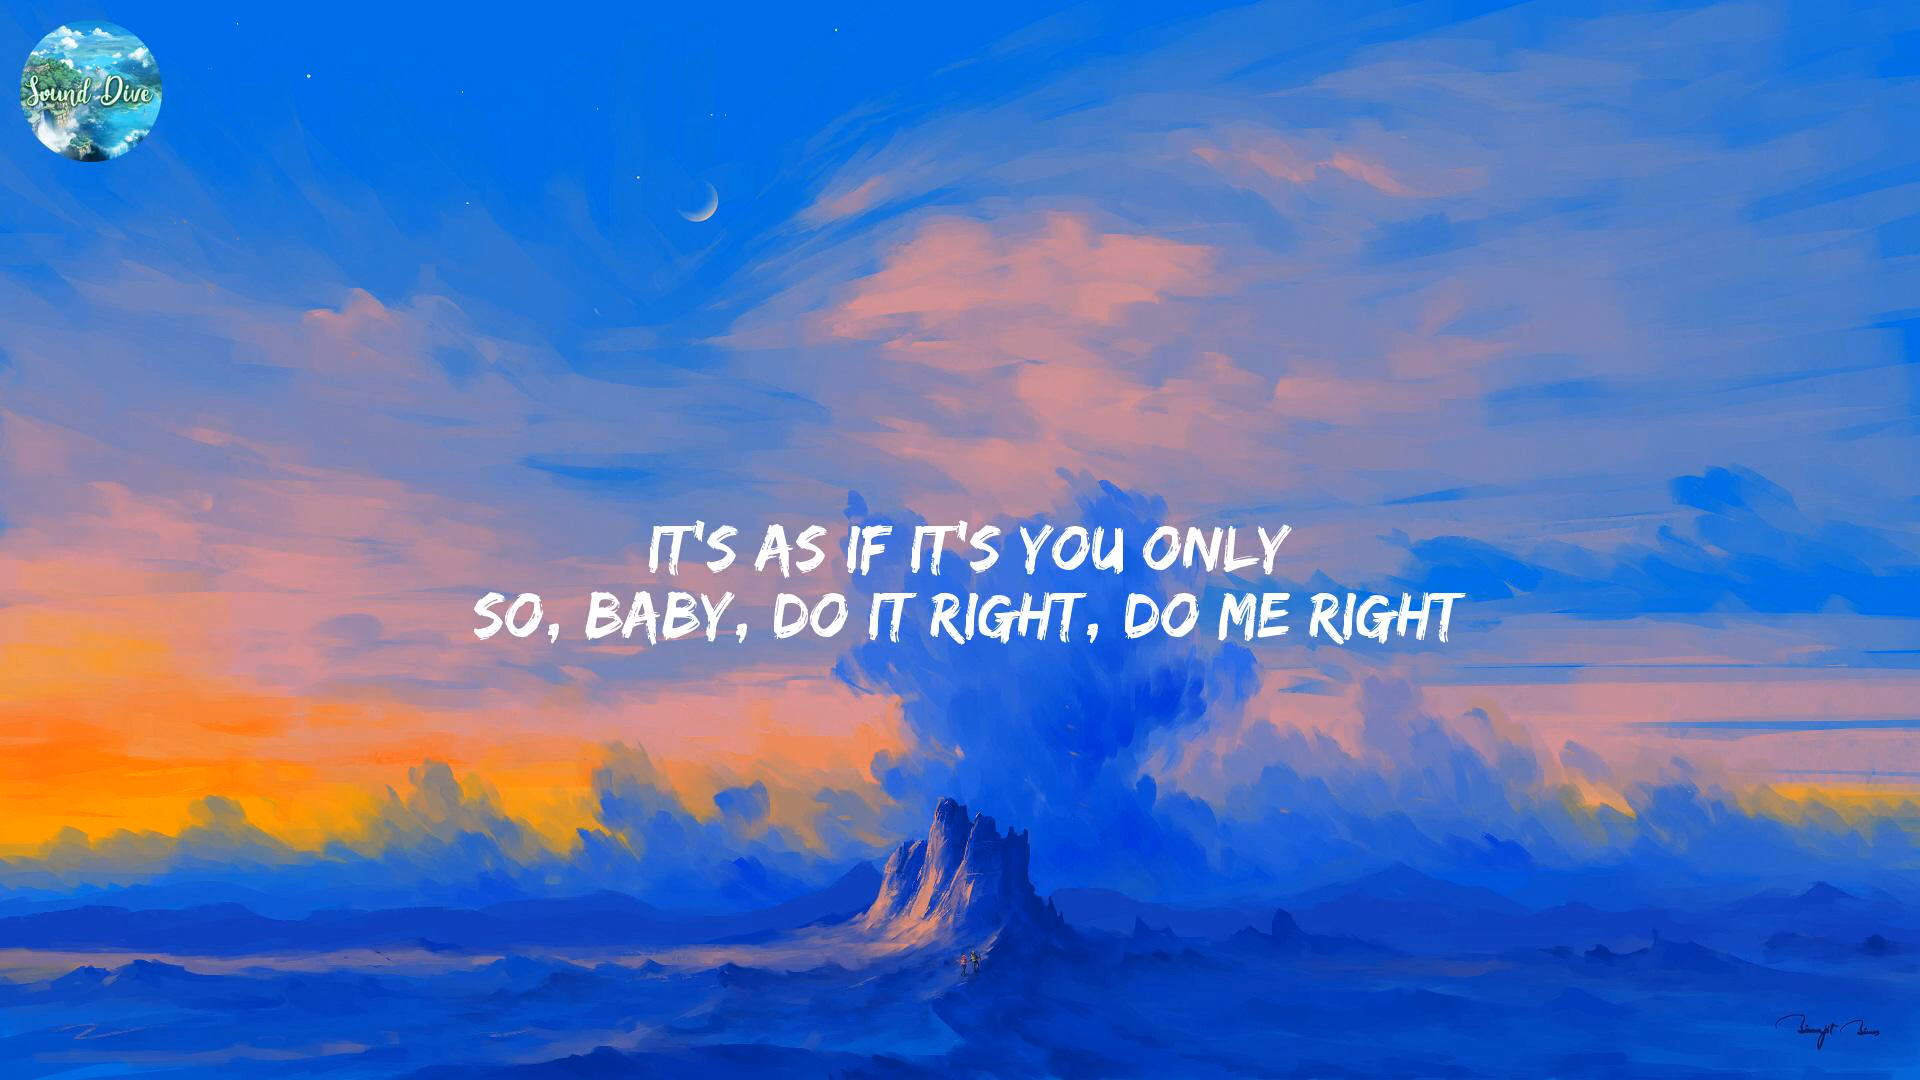 Sound Dive
IT'S AS IF IT'S YOU ONLY
SO, BABY, DO IT RIGHT, DO ME RIGHT